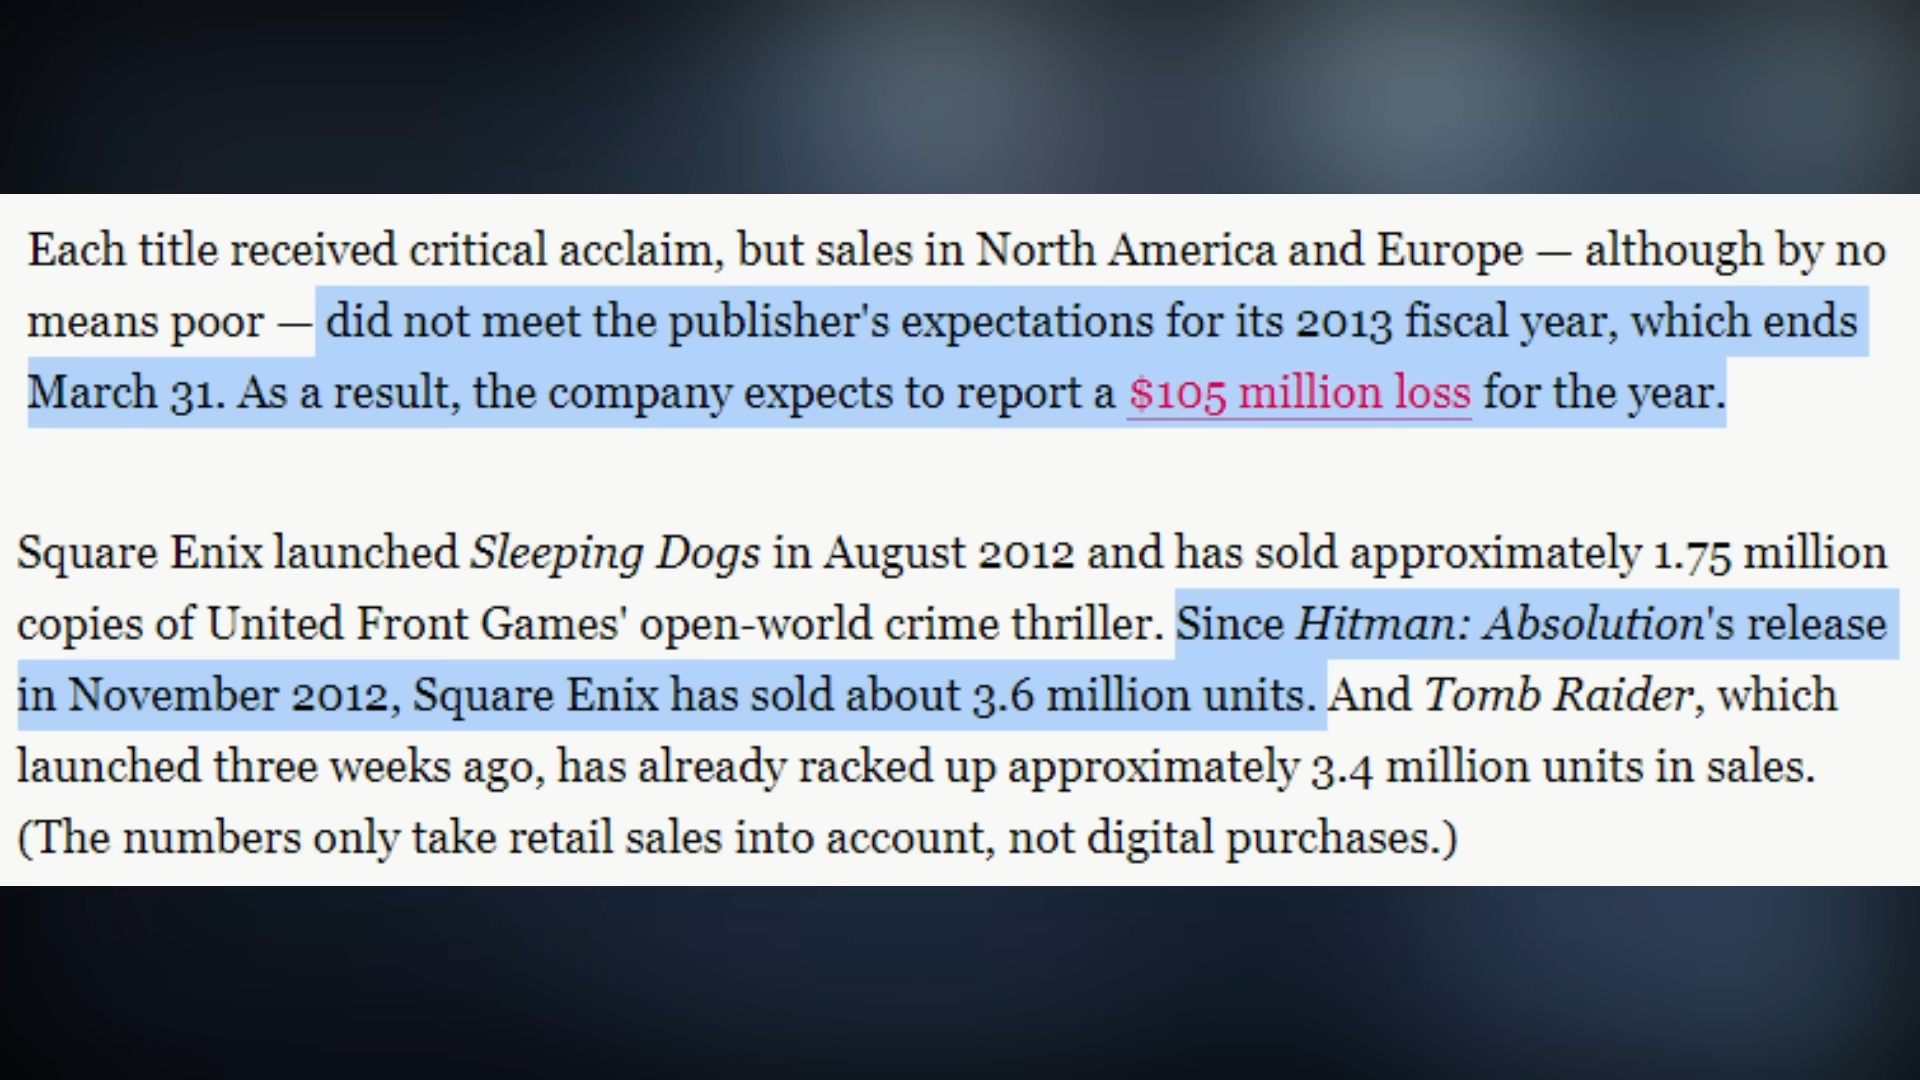 Each title received critical acclaim, but sales in North America and Europe — although by no
means poor — did not meet the publisher's expectations for its 2013 fiscal year, which ends
March 31. As a result, the company expects to report a $105 million loss for the year.
Square Enix launched Sleeping Dogs in August 2012 and has sold approximately 1.75 million
copies of United Front Games' open-world crime thriller. Since Hitman: Absolution's release
in November 2012, Square Enix has sold about 3.6 million units. And Tomb Raider, which
launched three weeks ago, has already racked up approximately 3.4 million units in sales.
(The numbers only take retail sales into account, not digital purchases.)